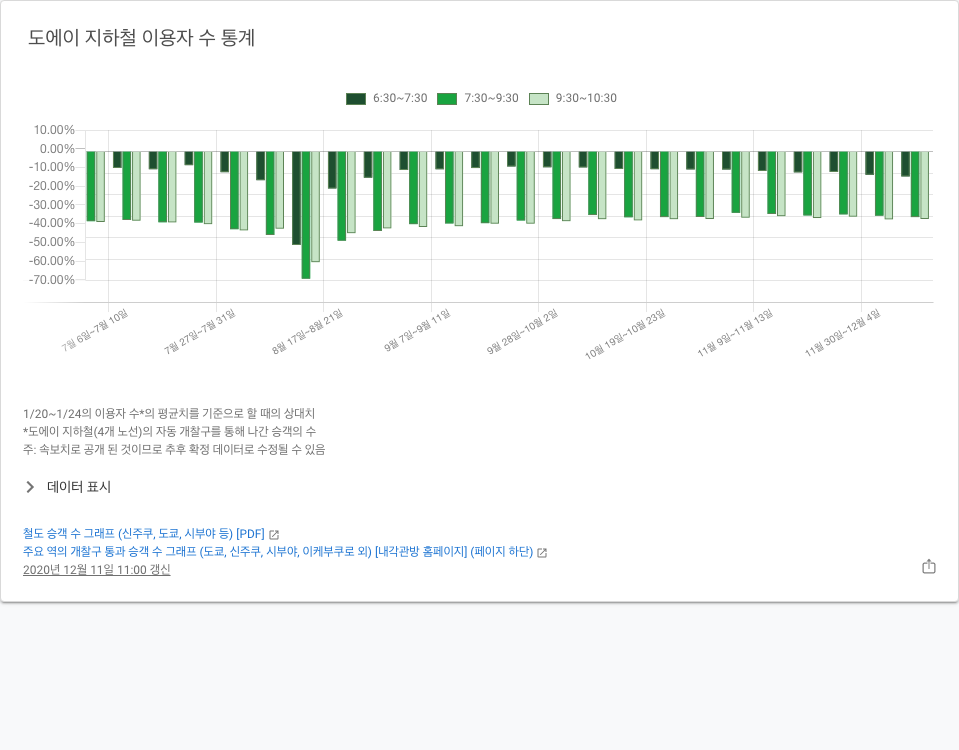 도에이 지하철 이용자 수 통계
6:30~7:30 7:30~9:30 9:30~10:30
10.00%
0.00%
-10.00%
-20.00%
-30.00%
-40.00%
-50.00%
-60.00%
-70.00%
7월 6일~7월 10일
7월 27일~7월 31일
8월 17일~8월 21일
9월 7일~9월 11일
9월 28일~10월 2일
10월 19일~10월 23일
11월 9일~11월 13일
11월 30일~12월 4일
1/20~1/24의 이용자 수*의 평균치를 기준으로 할 때의 상대치
*도에이 지하철(4개 노선)의 자동 개찰구를 통해 나간 승객의 수
주: 속보치로 공개 된 것이므로 추후 확정 데이터로 수정될 수 있음
데이터 표시
철도 승객 수 그래프 (신주쿠, 도쿄, 시부야 등) [PDF]
주요 역의 개찰구 통과 승객 수 그래프 (도쿄, 신주쿠, 시부야, 이케부쿠로 외) [내각관방 홈페이지] (페이지 하단)
2020년 12월 11일 11:00 갱신